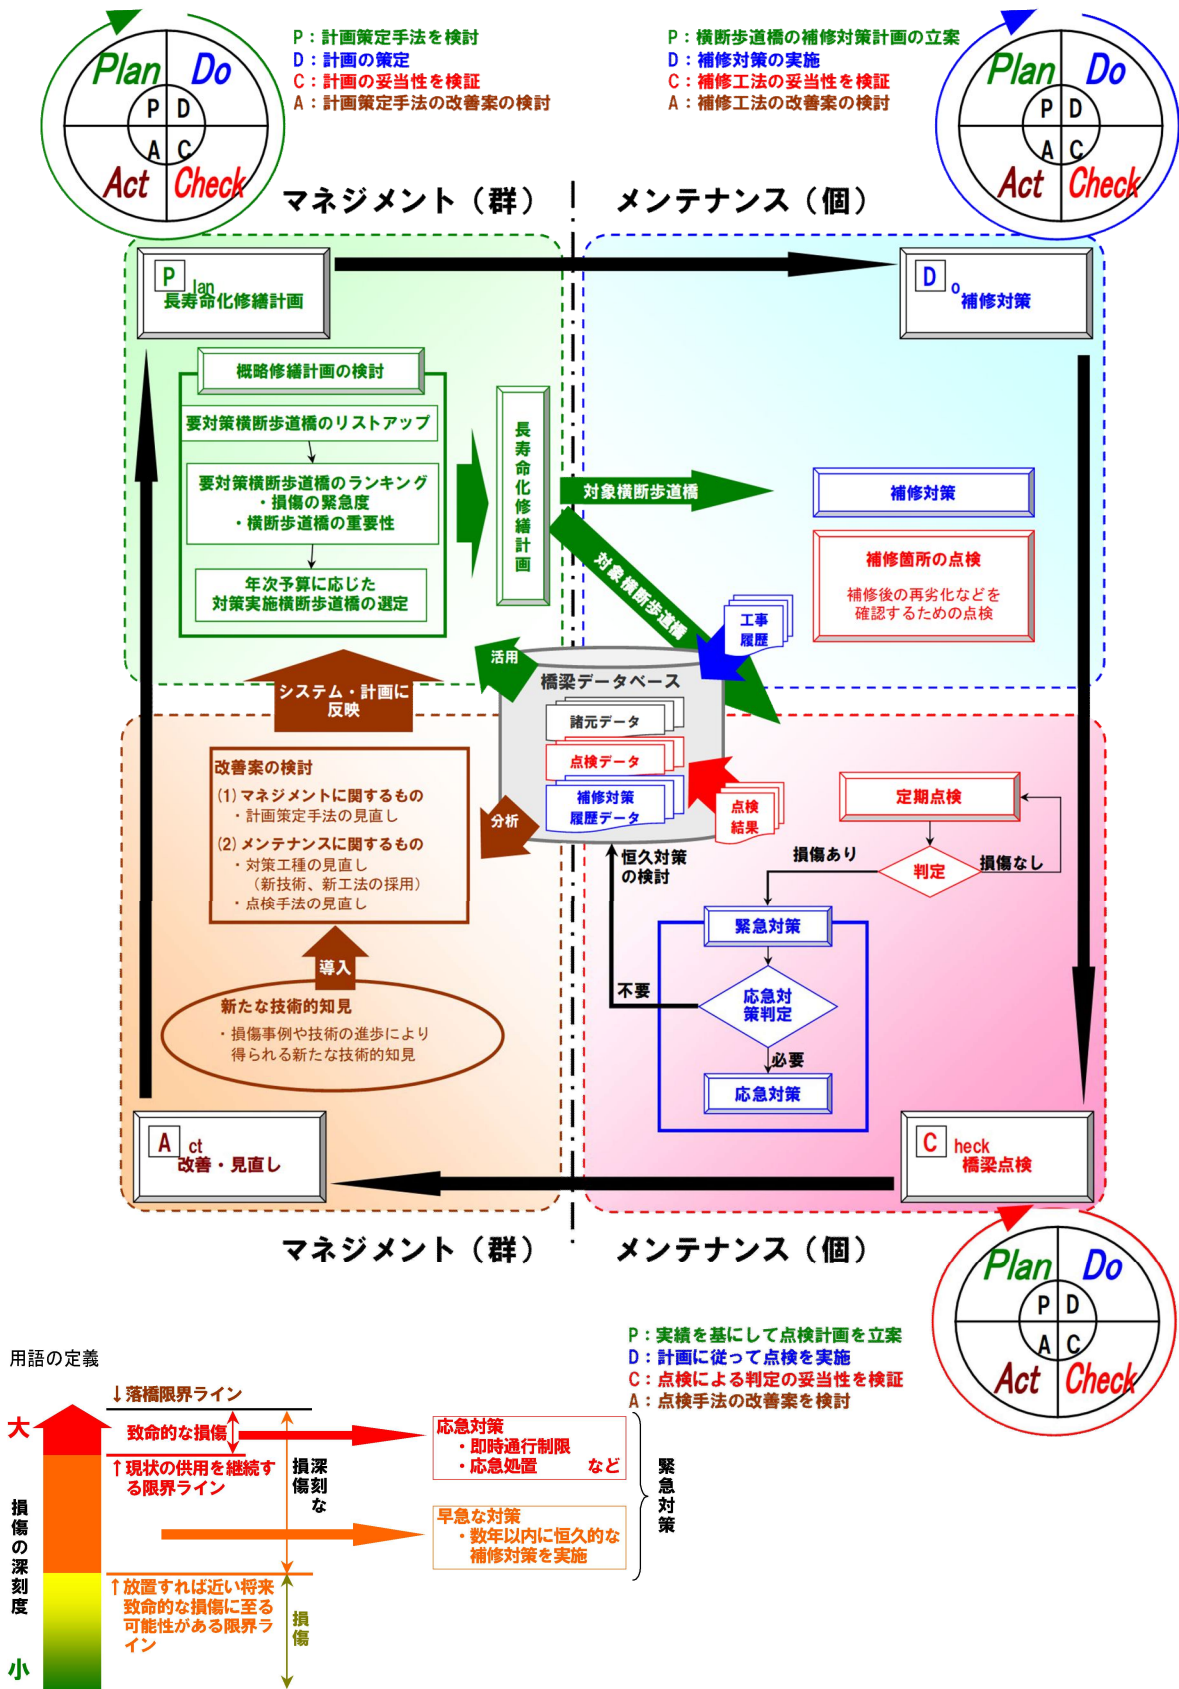 Plan Do
P D
A C
Act Check
P：計画策定手法を検討
D：計画の策定
C：計画の妥当性を検証
A：計画策定手法の改善案の検討
P：横断歩道橋の補修対策計画の立案
D：補修対策の実施
C：補修工法の妥当性を検証
A：補修工法の改善案の検討
Plan Do
P D
A C
Act Check
マネジメント（群）
メンテナンス（個）
P lan
長寿命化修繕計画
D o
補修対策
概略修繕計画の検討
要対策横断歩道橋のリストアップ
要対策横断歩道橋のランキング
・損傷の緊急度
・横断歩道橋の重要性
年次予算に応じた
対策実施横断歩道橋の選定
長寿命化修繕計画
対象横断歩道橋
対象横断歩道橋
補修対策
補修箇所の点検
補修後の再劣化などを
確認するための点検
工事
履歴
活用
橋梁データベース
諸元データ
点検データ
補修対策
履歴データ
システム・計画に
反映
分析
点検
結果
改善案の検討
(1) マネジメントに関するもの
・計画策定手法の見直し
(2) メンテナンスに関するもの
・対策工種の見直し
（新技術、新工法の採用）
・点検手法の見直し
導入
新たな技術的知見
・損傷事例や技術の進歩により
得られる新たな技術的知見
定期点検
判定
損傷あり
損傷なし
恒久対策
の検討
緊急対策
応急対
策判定
不要
必要
応急対策
A ct
改善・見直し
C heck
橋梁点検
マネジメント（群）
メンテナンス（個）
Plan Do
P D
A C
Act Check
P：実績を基にして点検計画を立案
D：計画に従って点検を実施
C：点検による判定の妥当性を検証
A：点検手法の改善案を検討
用語の定義
大
損傷の深刻度
小
↓落橋限界ライン
致命的な損傷
↑現状の供用を継続す
る限界ライン
深刻な
損傷
↑放置すれば近い将来
致命的な損傷に至る
可能性がある限界ラ
イン
損傷
応急対策
・即時通行制限
・応急処置 など
早急な対策
・数年以内に恒久的な
補修対策を実施
緊急対策